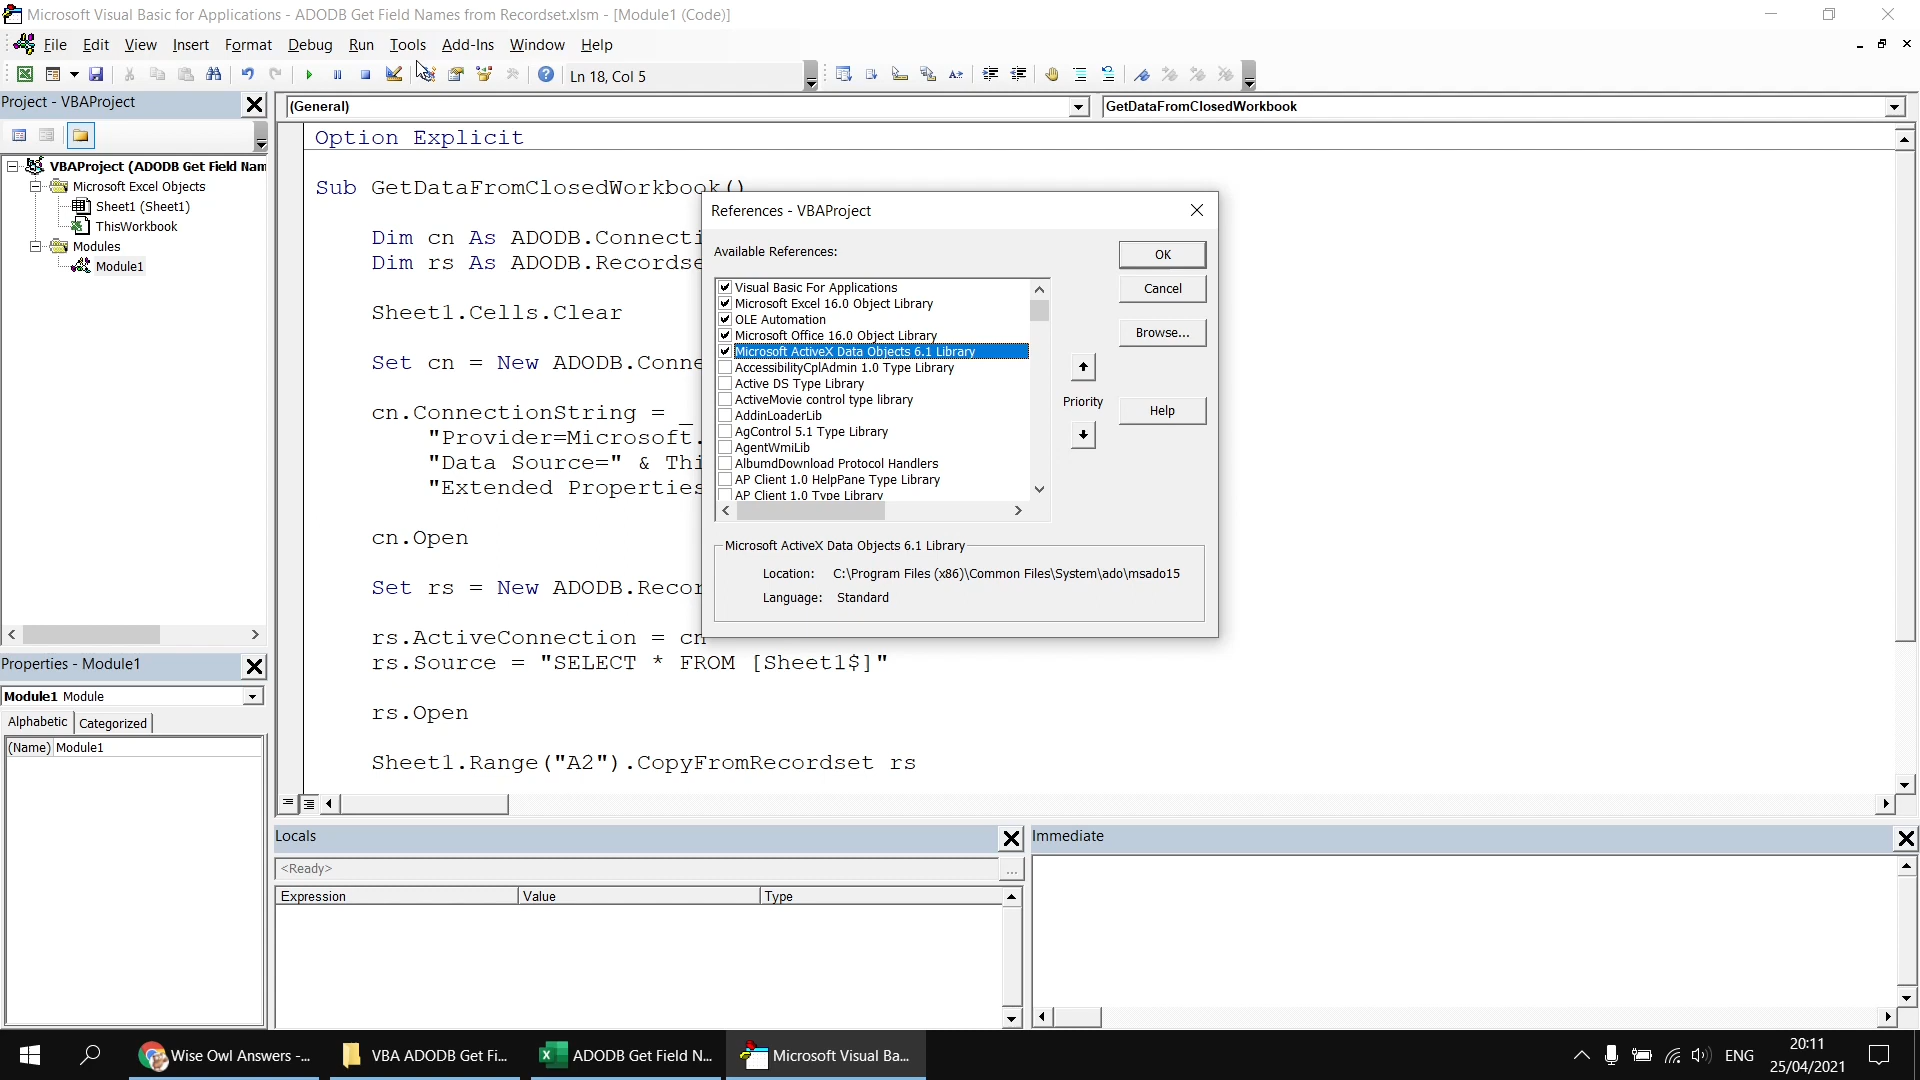 Microsoft Visual Basic for Applications - ADODB Get Field Names from Recordset.xlsm - [Module1 (Code)]
File Edit View Insert Format Debug Run Tools Add-Ins Window Help
Ln 18, Col 5
Project - VBAProject
(General)
GetDataFromClosedWorkbook
VBAProject (ADODB Get Field Nam
Microsoft Excel Objects
Sheet1 (Sheet1)
ThisWorkbook
Modules
Module1
Properties - Module1
Module1 Module
Alphabetic Categorized
(Name) Module1
Option Explicit
Sub GetDataFromClosedWorkbook()
Dim cn As ADODB.Connecti
Dim rs As ADODB.Recordse
Sheet1.Cells.Clear
Set cn = New ADODB.Conne
cn.ConnectionString = _
"Provider=Microsoft.
"Data Source=" & Thi
"Extended Properties
cn.Open
Set rs = New ADODB.Recor
rs.ActiveConnection = cn
rs.Source = "SELECT * FROM [Sheet1$]"
rs.Open
Sheet1.Range("A2").CopyFromRecordset rs
References - VBAProject
Available References:
Visual Basic For Applications
Microsoft Excel 16.0 Object Library
OLE Automation
Microsoft Office 16.0 Object Library
Microsoft ActiveX Data Objects 6.1 Library
AccessibilityCplAdmin 1.0 Type Library
Active DS Type Library
ActiveMovie control type library
AddinLoaderLib
AgControl 5.1 Type Library
AgentWmiLib
AlbumdDownload Protocol Handlers
AP Client 1.0 HelpPane Type Library
AP Client 1.0 Type Library
OK
Cancel
Browse...
Priority
Help
Microsoft ActiveX Data Objects 6.1 Library
Location: C:\Program Files (x86)\Common Files\System\ado\msado15
Language: Standard
Locals
<Ready>
...
Expression Value Type
Immediate
Wise Owl Answers -...
VBA ADODB Get Fi...
ADODB Get Field N...
Microsoft Visual Ba...
ENG
20:11
25/04/2021